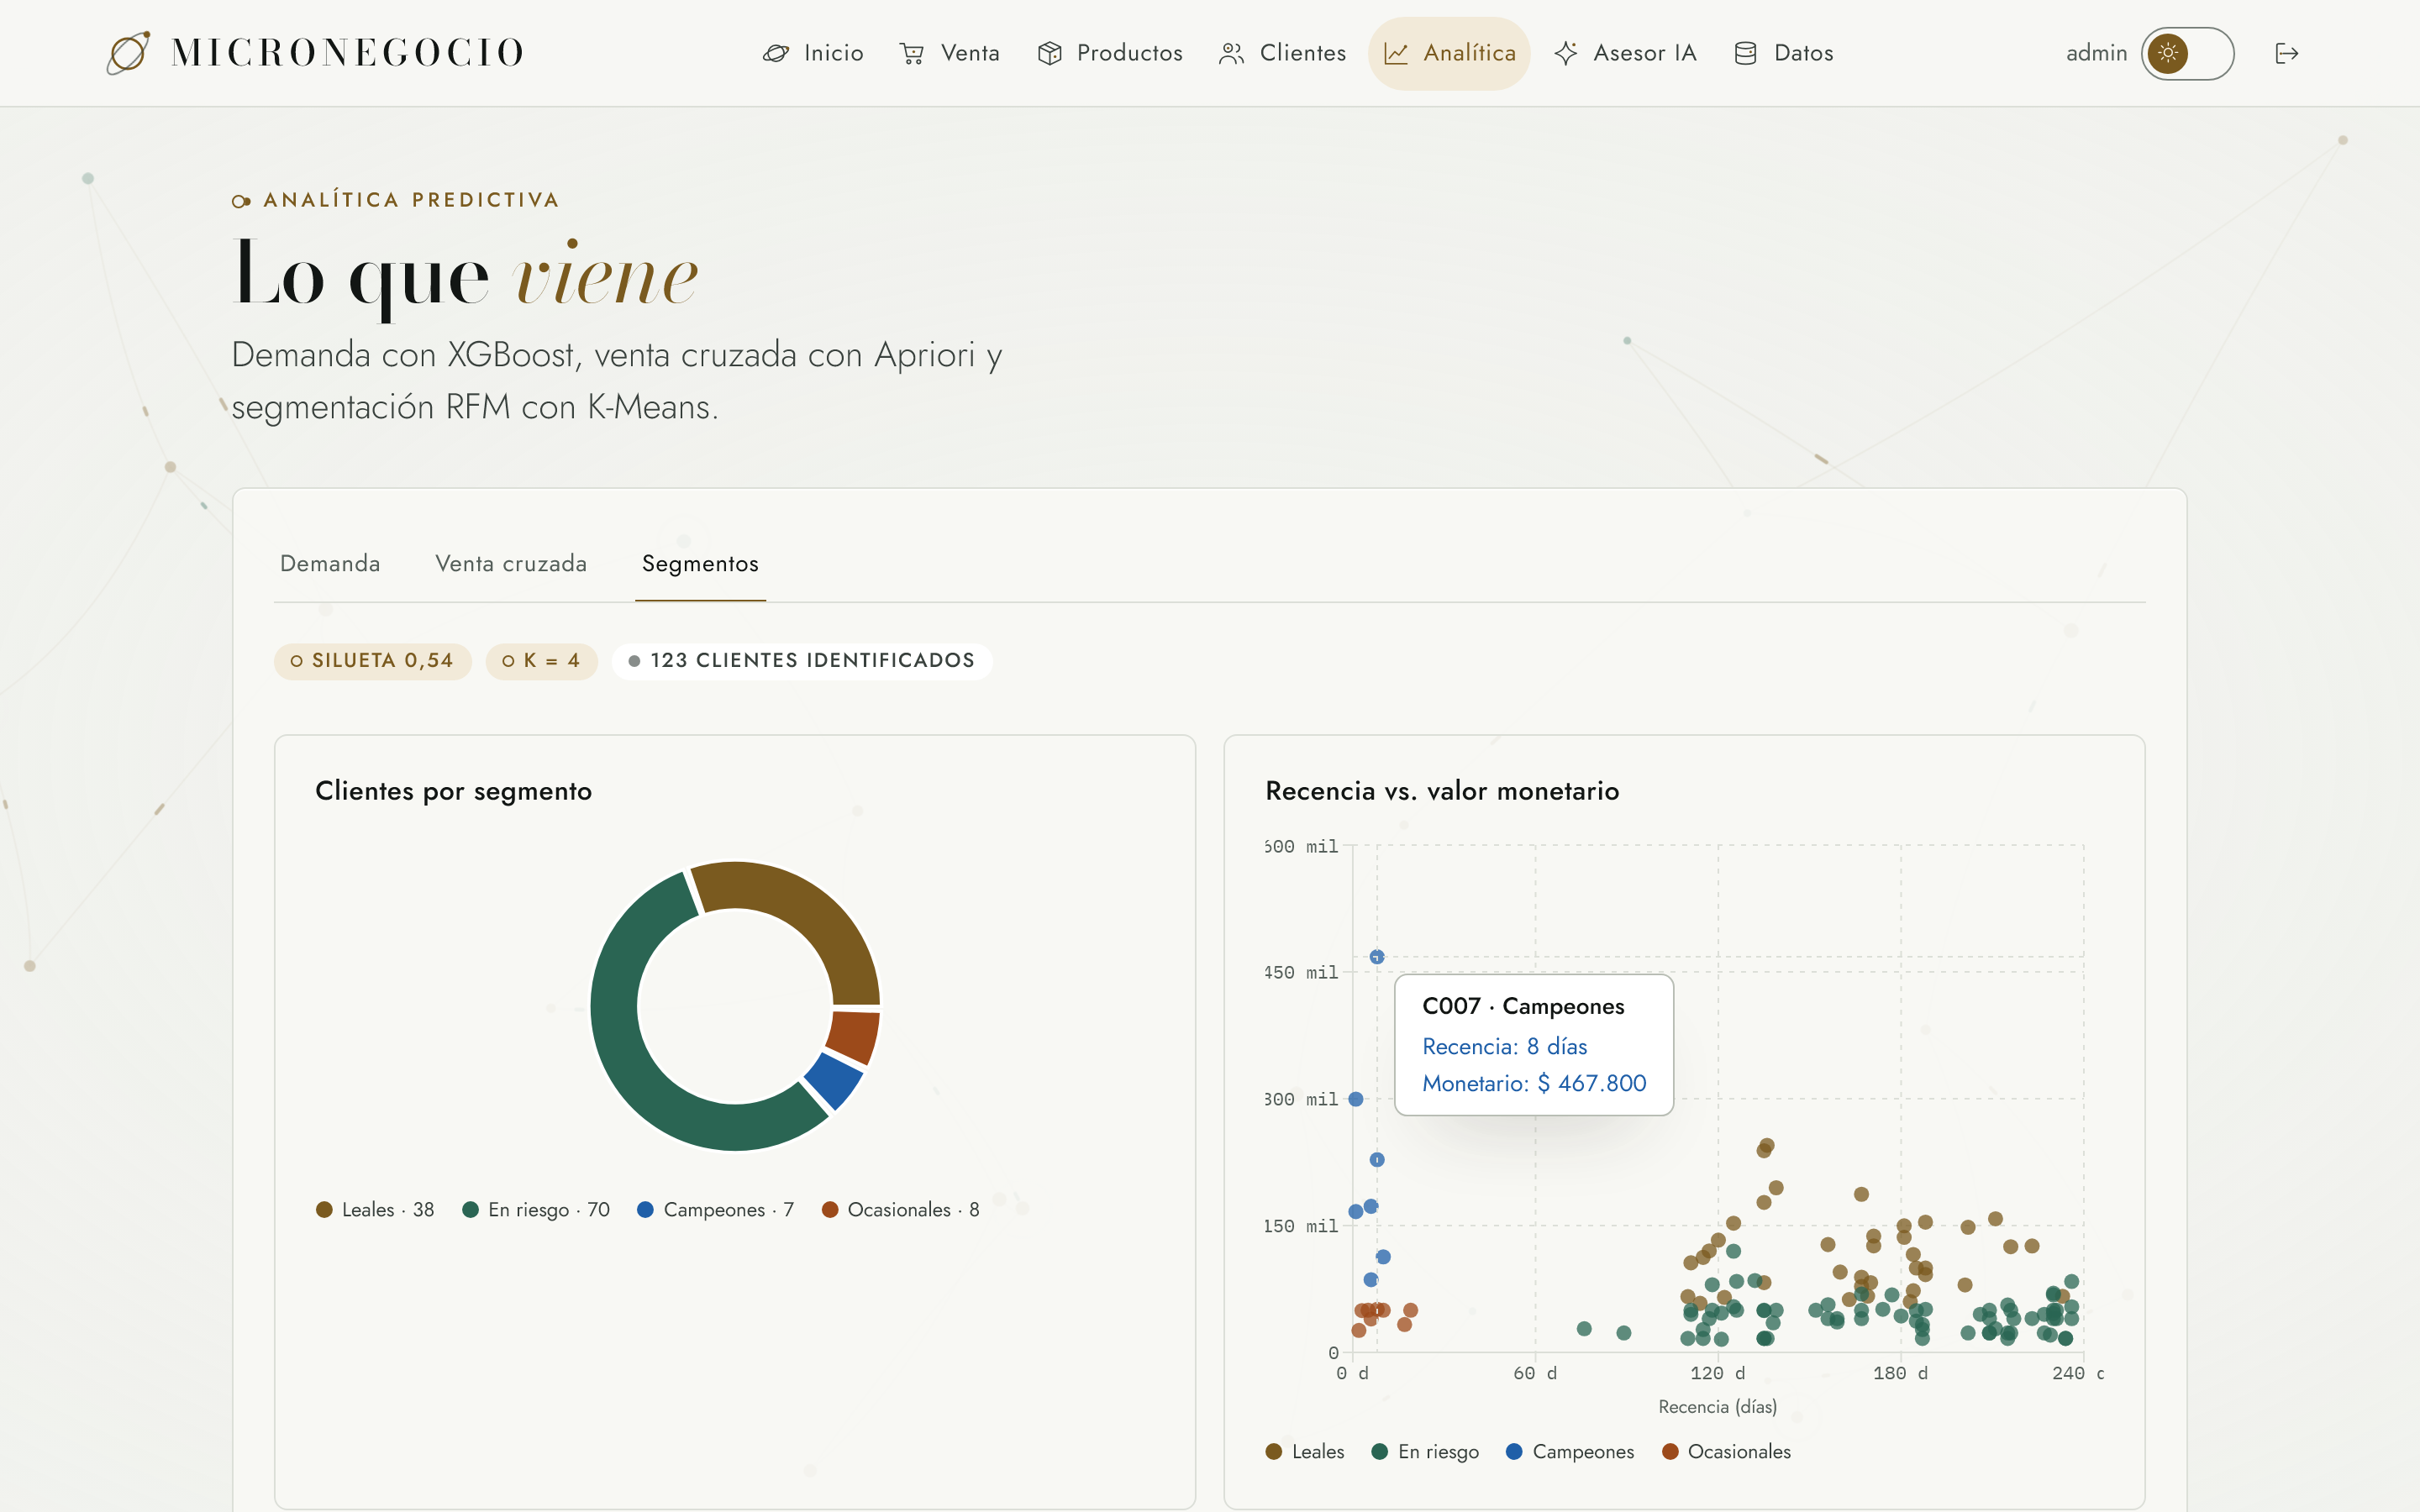 MICRONEGOCIO
Inicio
Venta
Productos
Clientes
Analítica
Asesor IA
Datos
admin
ANALÍTICA PREDICTIVA
Lo que viene
Demanda con XGBoost, venta cruzada con Apriori y
segmentación RFM con K-Means.
Demanda
Venta cruzada
Segmentos
SILUETA 0,54
K = 4
123 CLIENTES IDENTIFICADOS
Clientes por segmento
Leales · 38
En riesgo · 70
Campeones · 7
Ocasionales · 8
Recencia vs. valor monetario
600 mil
450 mil
300 mil
150 mil
0
C007 · Campeones
Recencia: 8 días
Monetario: $ 467.800
0 d
60 d
120 d
180 d
240 d
Recencia (días)
Leales
En riesgo
Campeones
Ocasionales